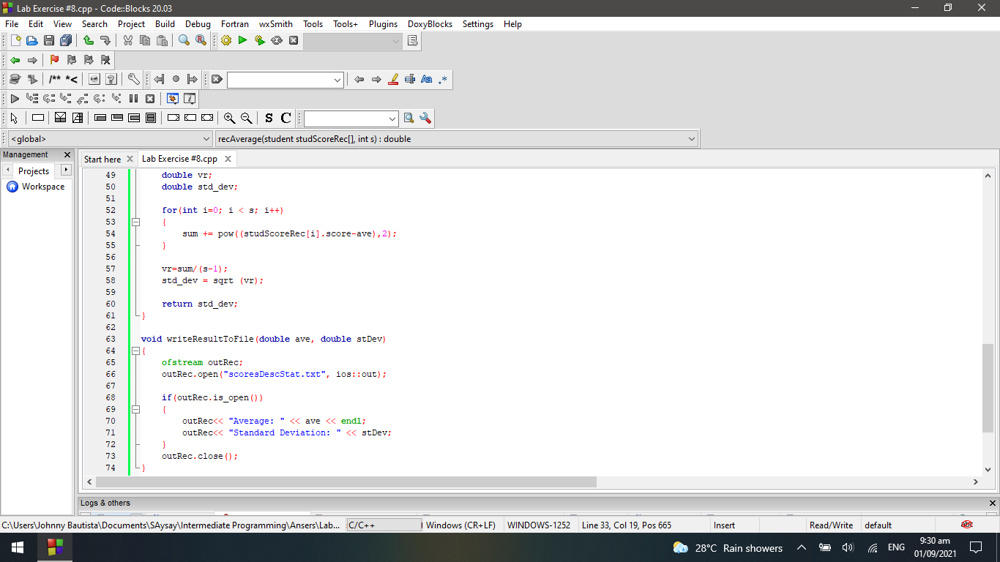 Lab Exercise #8.cpp - Code::Blocks 20.03
File Edit View Search Project Build Debug Fortran wxSmith Tools Tools+ Plugins DoxyBlocks Settings Help
/** *<
Aa .*
S C
<global> recAverage(student studScoreRec[], int s) : double
Management
Start here Lab Exercise #8.cpp
Projects
Workspace
49 double vr;
50 double std_dev;
51
52 for(int i=0; i < s; i++)
53 {
54 sum += pow((studScoreRec[i].score-ave),2);
55 }
56
57 vr=sum/(s-1);
58 std_dev = sqrt (vr);
59
60 return std_dev;
61 }
62
63 void writeResultToFile(double ave, double stDev)
64 {
65 ofstream outRec;
66 outRec.open("scoresDescStat.txt", ios::out);
67
68 if(outRec.is_open())
69 {
70 outRec<< "Average: " << ave << endl;
71 outRec<< "Standard Deviation: " << stDev;
72 }
73 outRec.close();
74 }
Logs & others
C:\Users\Johnny Bautista\Documents\SAysay\Intermediate Programming\Ansers\Lab... C/C++ Windows (CR+LF) WINDOWS-1252 Line 33, Col 19, Pos 665 Insert Read/Write default abc
28°C Rain showers ENG 9:30 am
01/09/2021